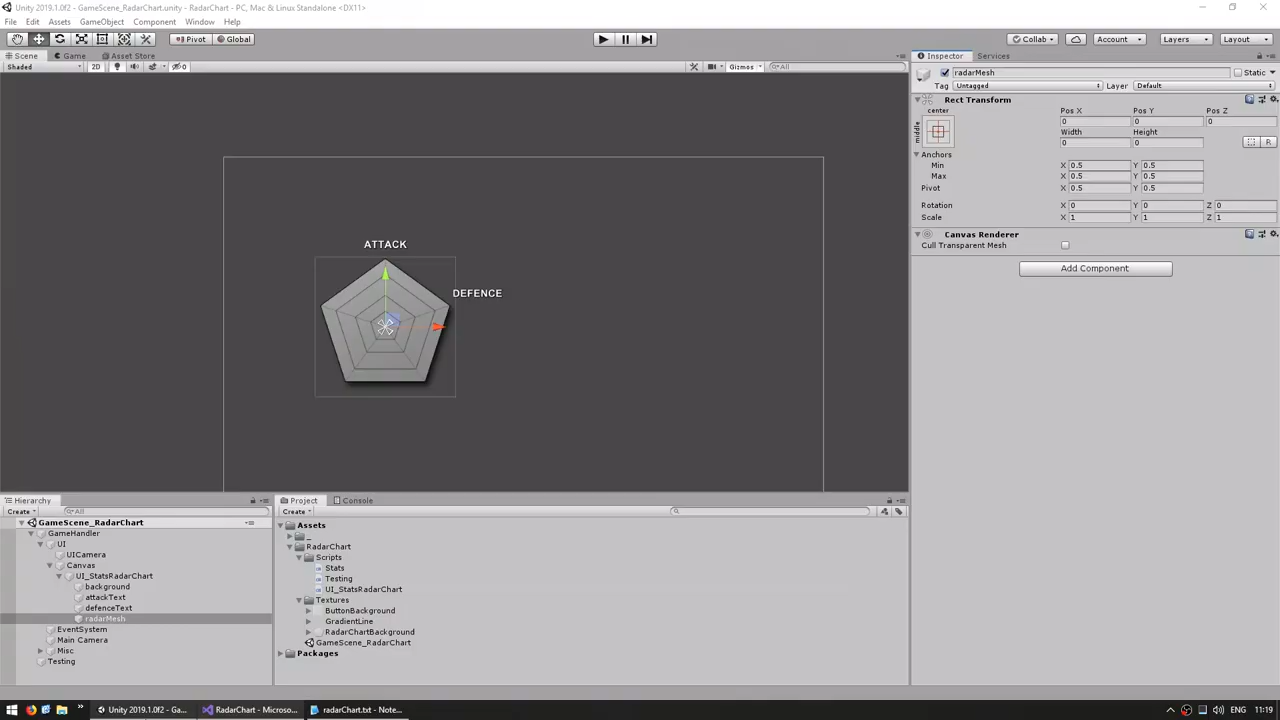 Unity 2019.1.0f2 - GameScene_RadarChart.unity - RadarChart - PC, Mac & Linux Standalone <DX11>
File Edit Assets GameObject Component Window Help
Pivot Global Collab Account Layers Layout
Scene Game Asset Store
Shaded 2D 0 Gizmos All
ATTACK
DEFENCE
Inspector Services
radarMesh Static
Tag Untagged Layer Default
Rect Transform
center Pos X Pos Y Pos Z
middle 0 0 0
Width Height
0 0 R
Anchors
Min X 0.5 Y 0.5
Max X 0.5 Y 0.5
Pivot X 0.5 Y 0.5
Rotation X 0 Y 0 Z 0
Scale X 1 Y 1 Z 1
Canvas Renderer
Cull Transparent Mesh
Add Component
Hierarchy
Create All
GameScene_RadarChart
GameHandler
UI
UICamera
Canvas
UI_StatsRadarChart
background
attackText
defenceText
radarMesh
EventSystem
Main Camera
Misc
Testing
Project Console
Create
Assets
_
RadarChart
Scripts
Stats
Testing
UI_StatsRadarChart
Textures
ButtonBackground
GradientLine
RadarChartBackground
GameScene_RadarChart
Packages
Unity 2019.1.0f2 - Ga... RadarChart - Microso... radarChart.txt - Note... ENG 11:19